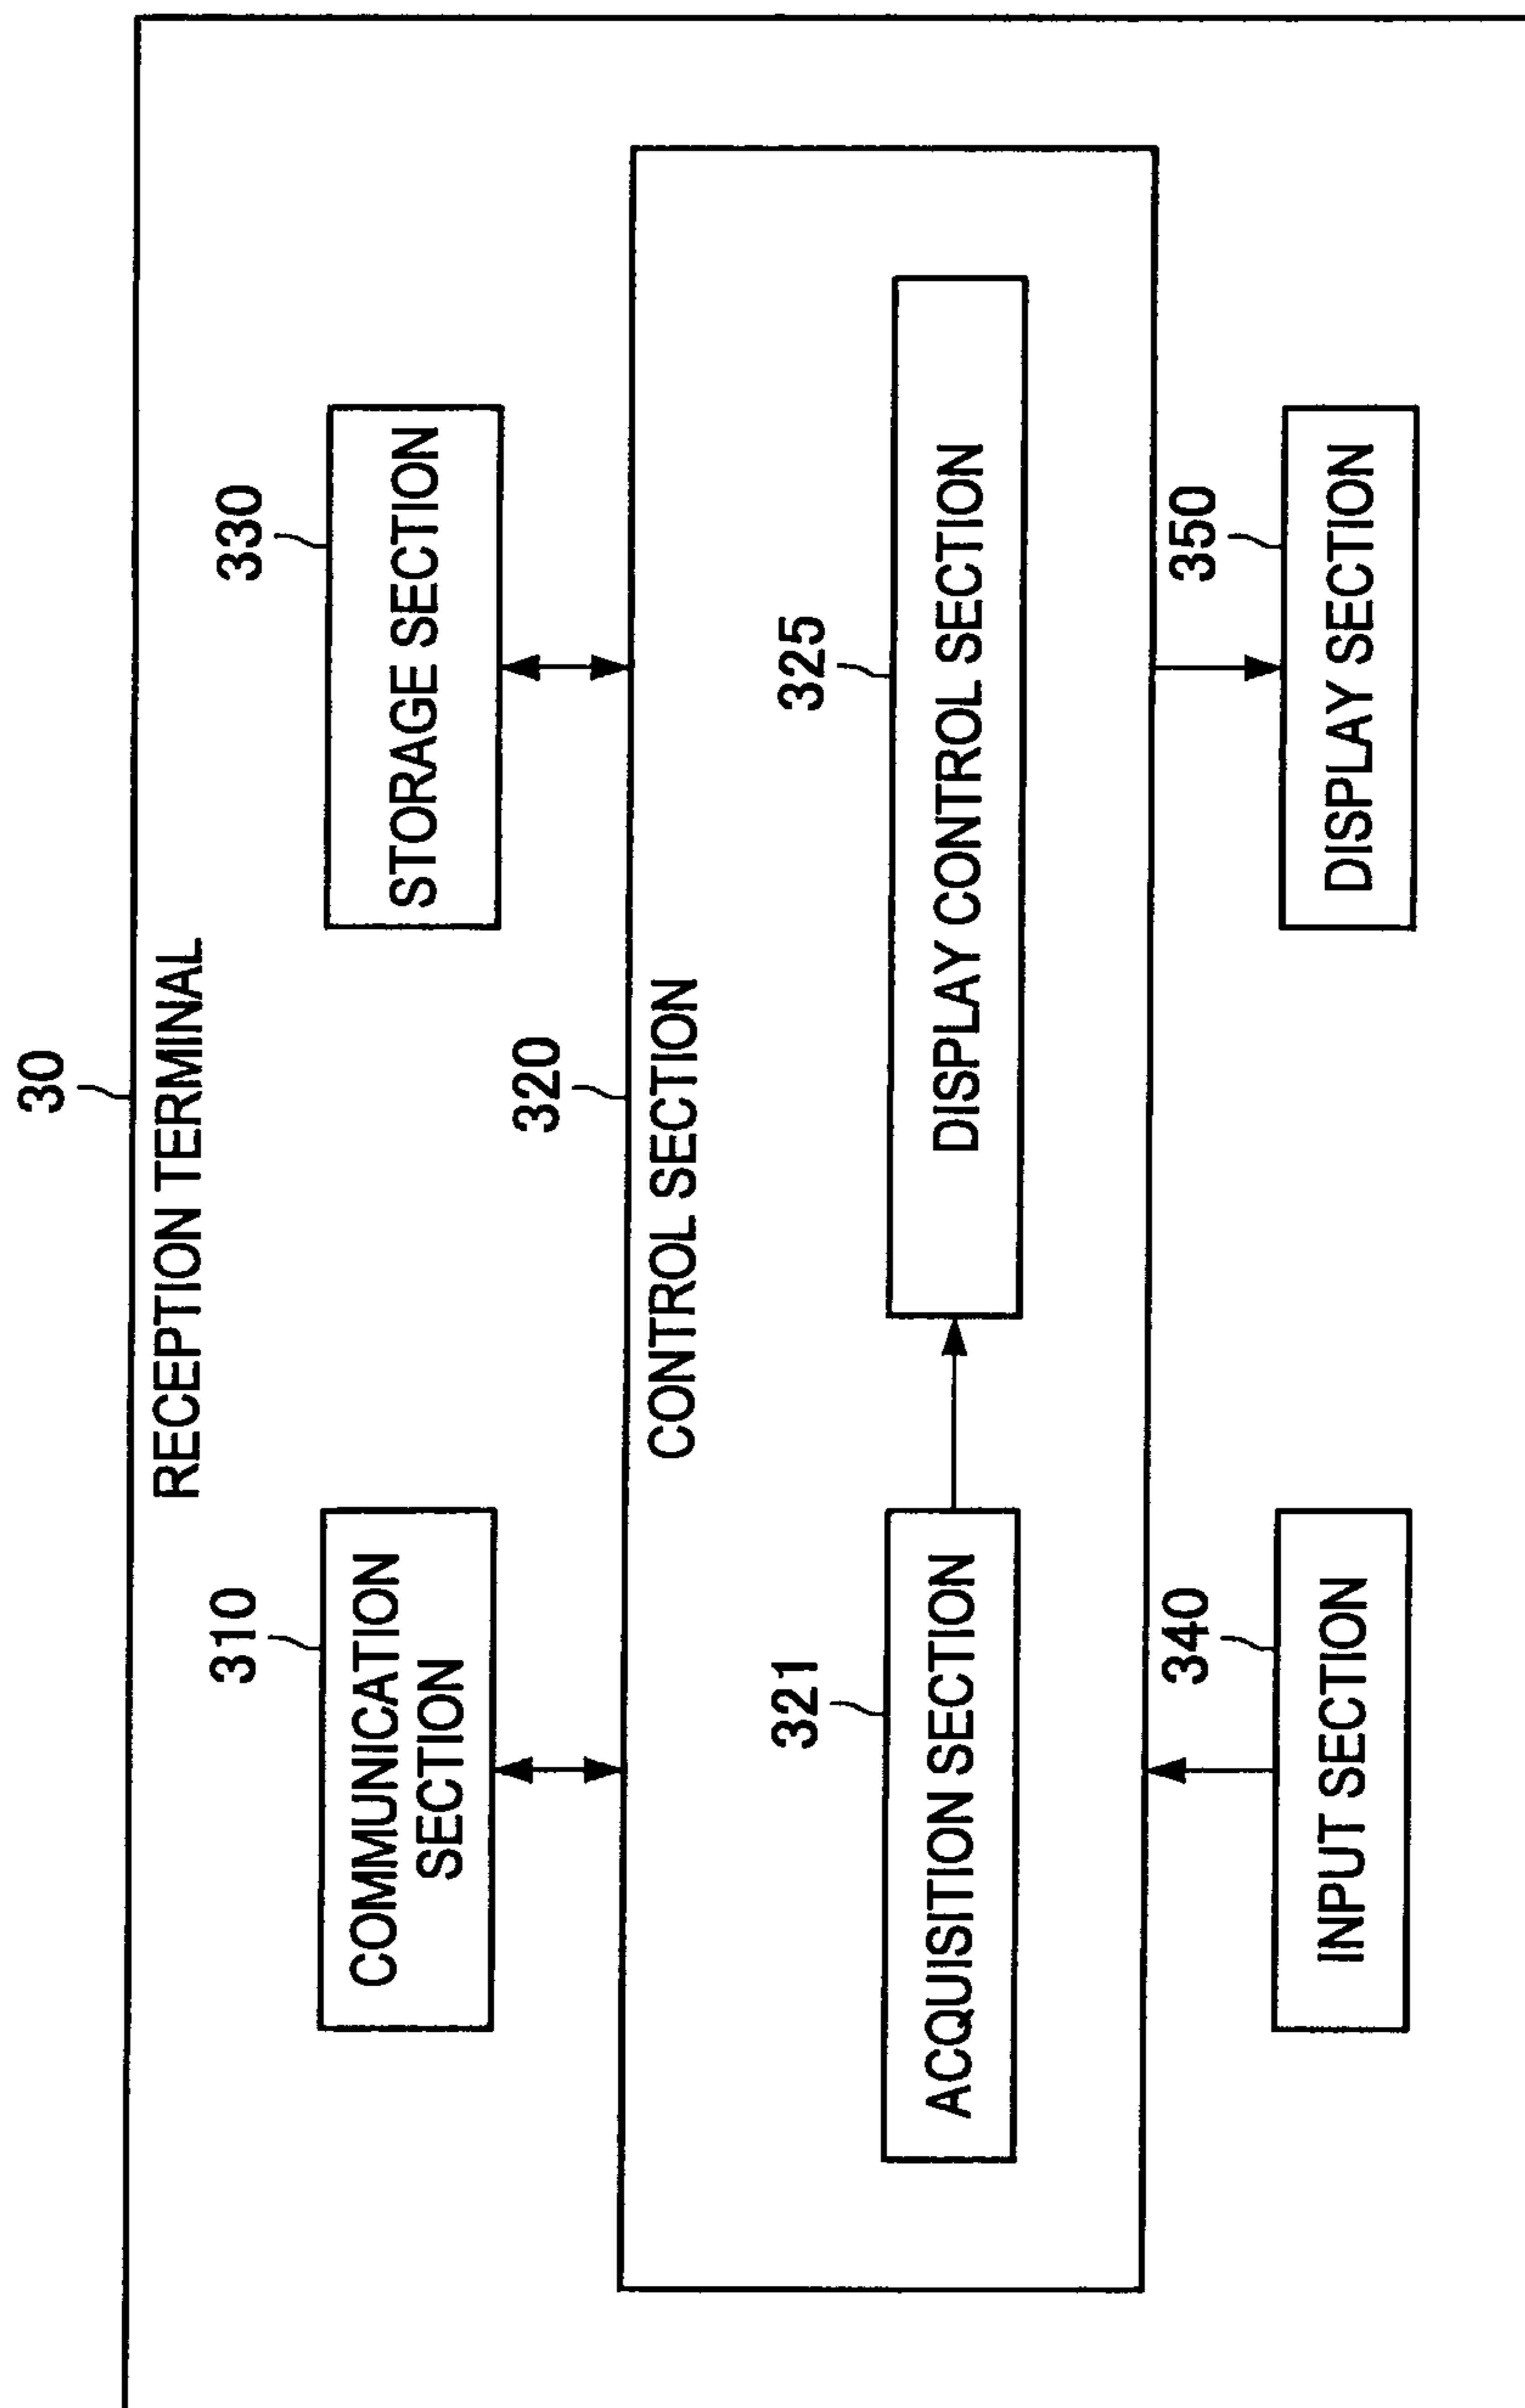 30
RECEPTION TERMINAL
310
COMMUNICATION
SECTION
330
STORAGE SECTION
320
CONTROL SECTION
321
ACQUISITION SECTION
325
DISPLAY CONTROL SECTION
340
INPUT SECTION
350
DISPLAY SECTION